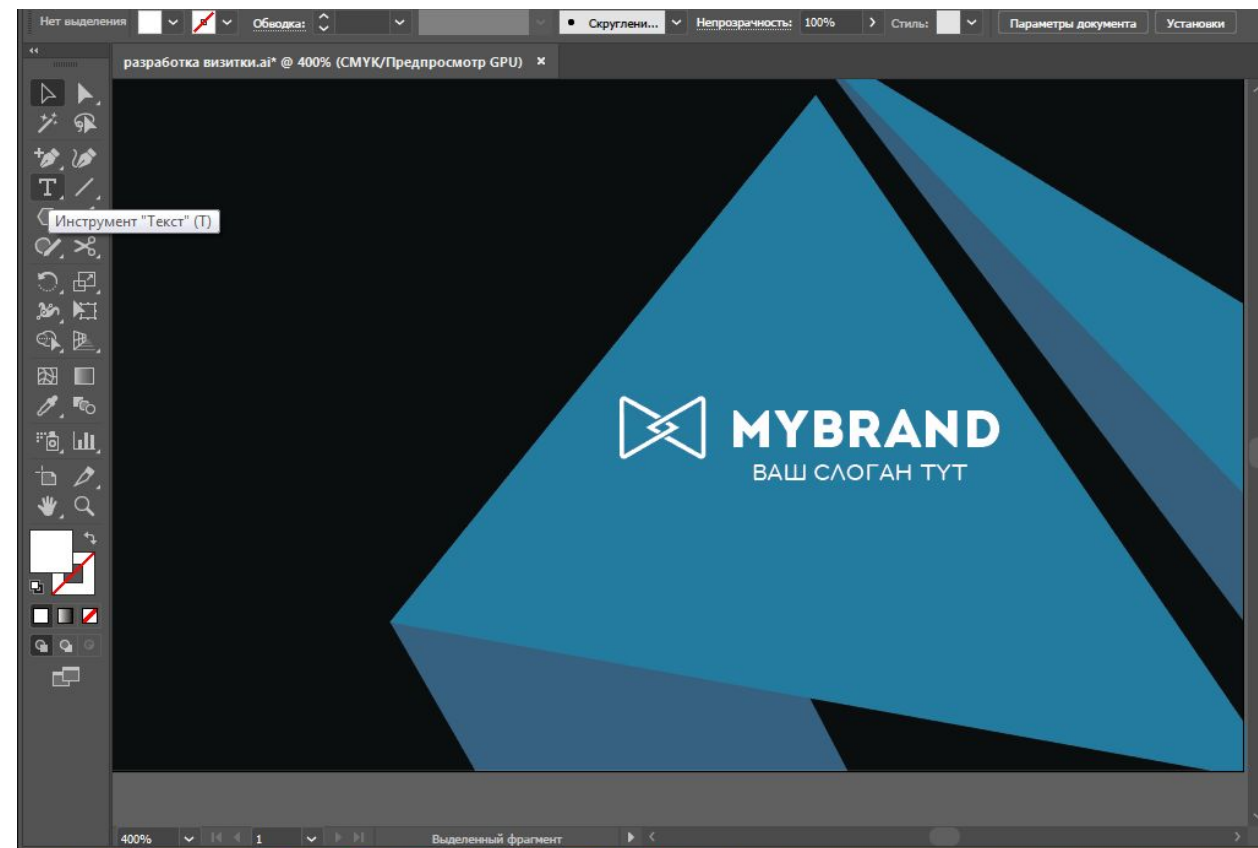 Нет выделения Обводка: Скруглени... Непрозрачность: 100% Стиль: Параметры документа Установки
разработка визитки.ai* @ 400% (CMYK/Предпросмотр GPU) ×
Инструмент "Текст" (T)
MYBRAND
ВАШ СЛОГАН ТУТ
400% 1 Выделенный фрагмент